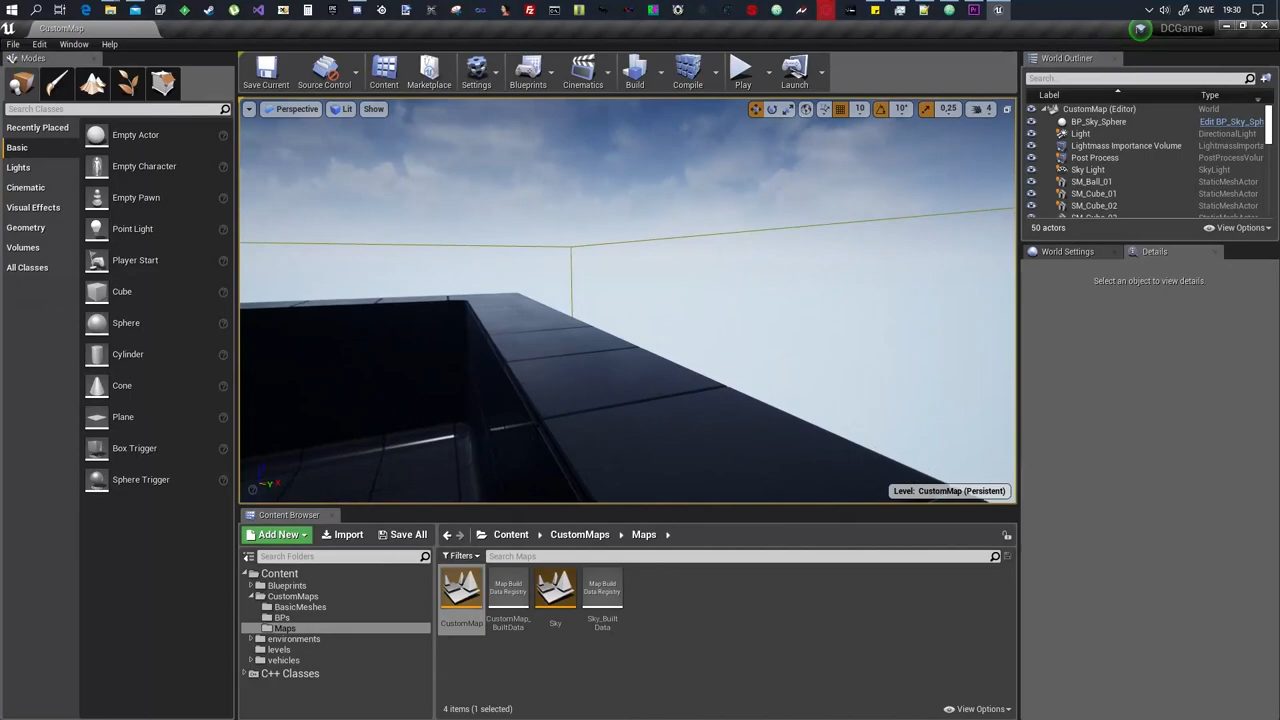 SWE 19:30
CustomMap
DCGame
File Edit Window Help
Modes
Search Classes
Recently Placed
Basic
Lights
Cinematic
Visual Effects
Geometry
Volumes
All Classes
Empty Actor
Empty Character
Empty Pawn
Point Light
Player Start
Cube
Sphere
Cylinder
Cone
Plane
Box Trigger
Sphere Trigger
Save Current Source Control Content Marketplace Settings Blueprints Cinematics Build Compile Play Launch
Perspective Lit Show
10 10° 0,25 4
Level: CustomMap (Persistent)
World Outliner
Search...
Label Type
CustomMap (Editor) World
BP_Sky_Sphere Edit BP_Sky_Sph
Light DirectionalLight
Lightmass Importance Volume LightmassImporta
Post Process PostProcessVolur
Sky Light SkyLight
SM_Ball_01 StaticMeshActor
SM_Cube_01 StaticMeshActor
SM_Cube_02 StaticMeshActor
50 actors View Options
World Settings Details
Select an object to view details
Content Browser
Add New Import Save All
Content CustomMaps Maps
Search Folders
Filters Search Maps
Content
Blueprints
CustomMaps
BasicMeshes
BPs
Maps
environments
levels
vehicles
C++ Classes
Map Build Data Registry
Map Build Data Registry
CustomMap
CustomMap_BuiltData
Sky
Sky_Built Data
4 items (1 selected) View Options